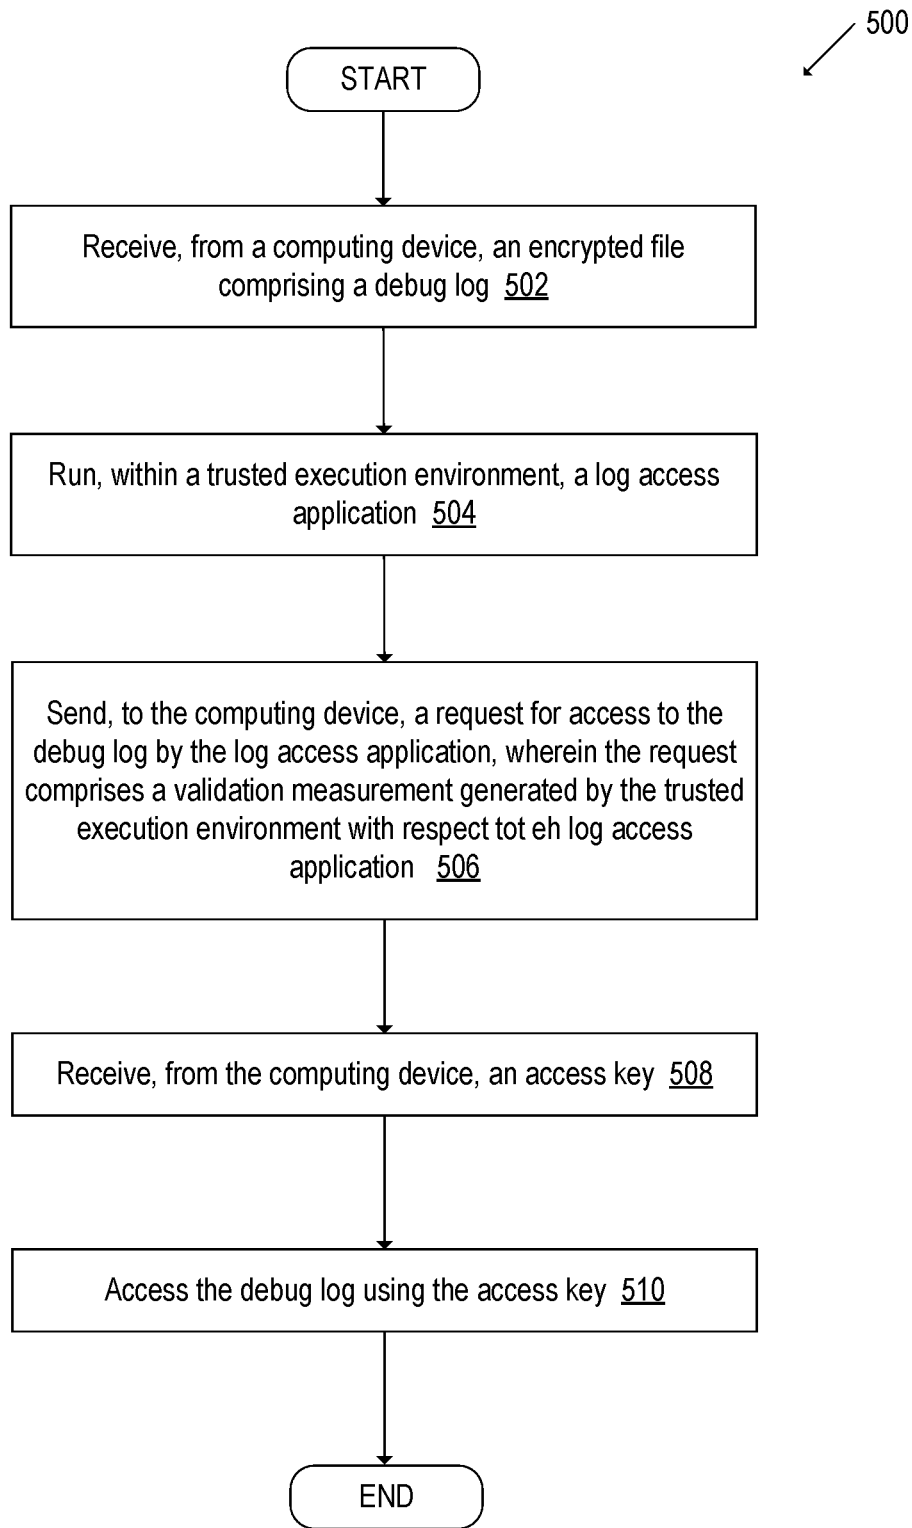 500
START
Receive, from a computing device, an encrypted file
comprising a debug log 502
Run, within a trusted execution environment, a log access
application 504
Send, to the computing device, a request for access to the
debug log by the log access application, wherein the request
comprises a validation measurement generated by the trusted
execution environment with respect tot eh log access
application 506
Receive, from the computing device, an access key 508
Access the debug log using the access key 510
END